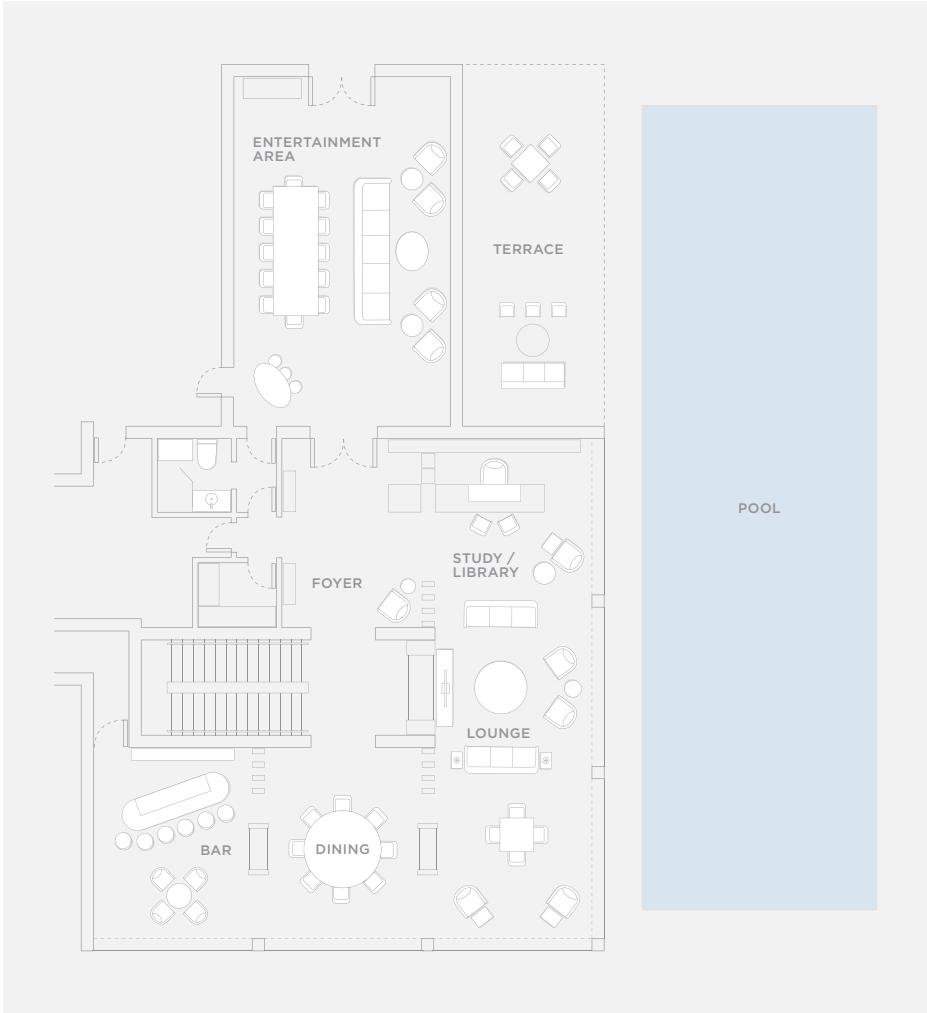 ENTERTAINMENT
AREA
TERRACE
POOL
STUDY /
LIBRARY
FOYER
LOUNGE
BAR
DINING